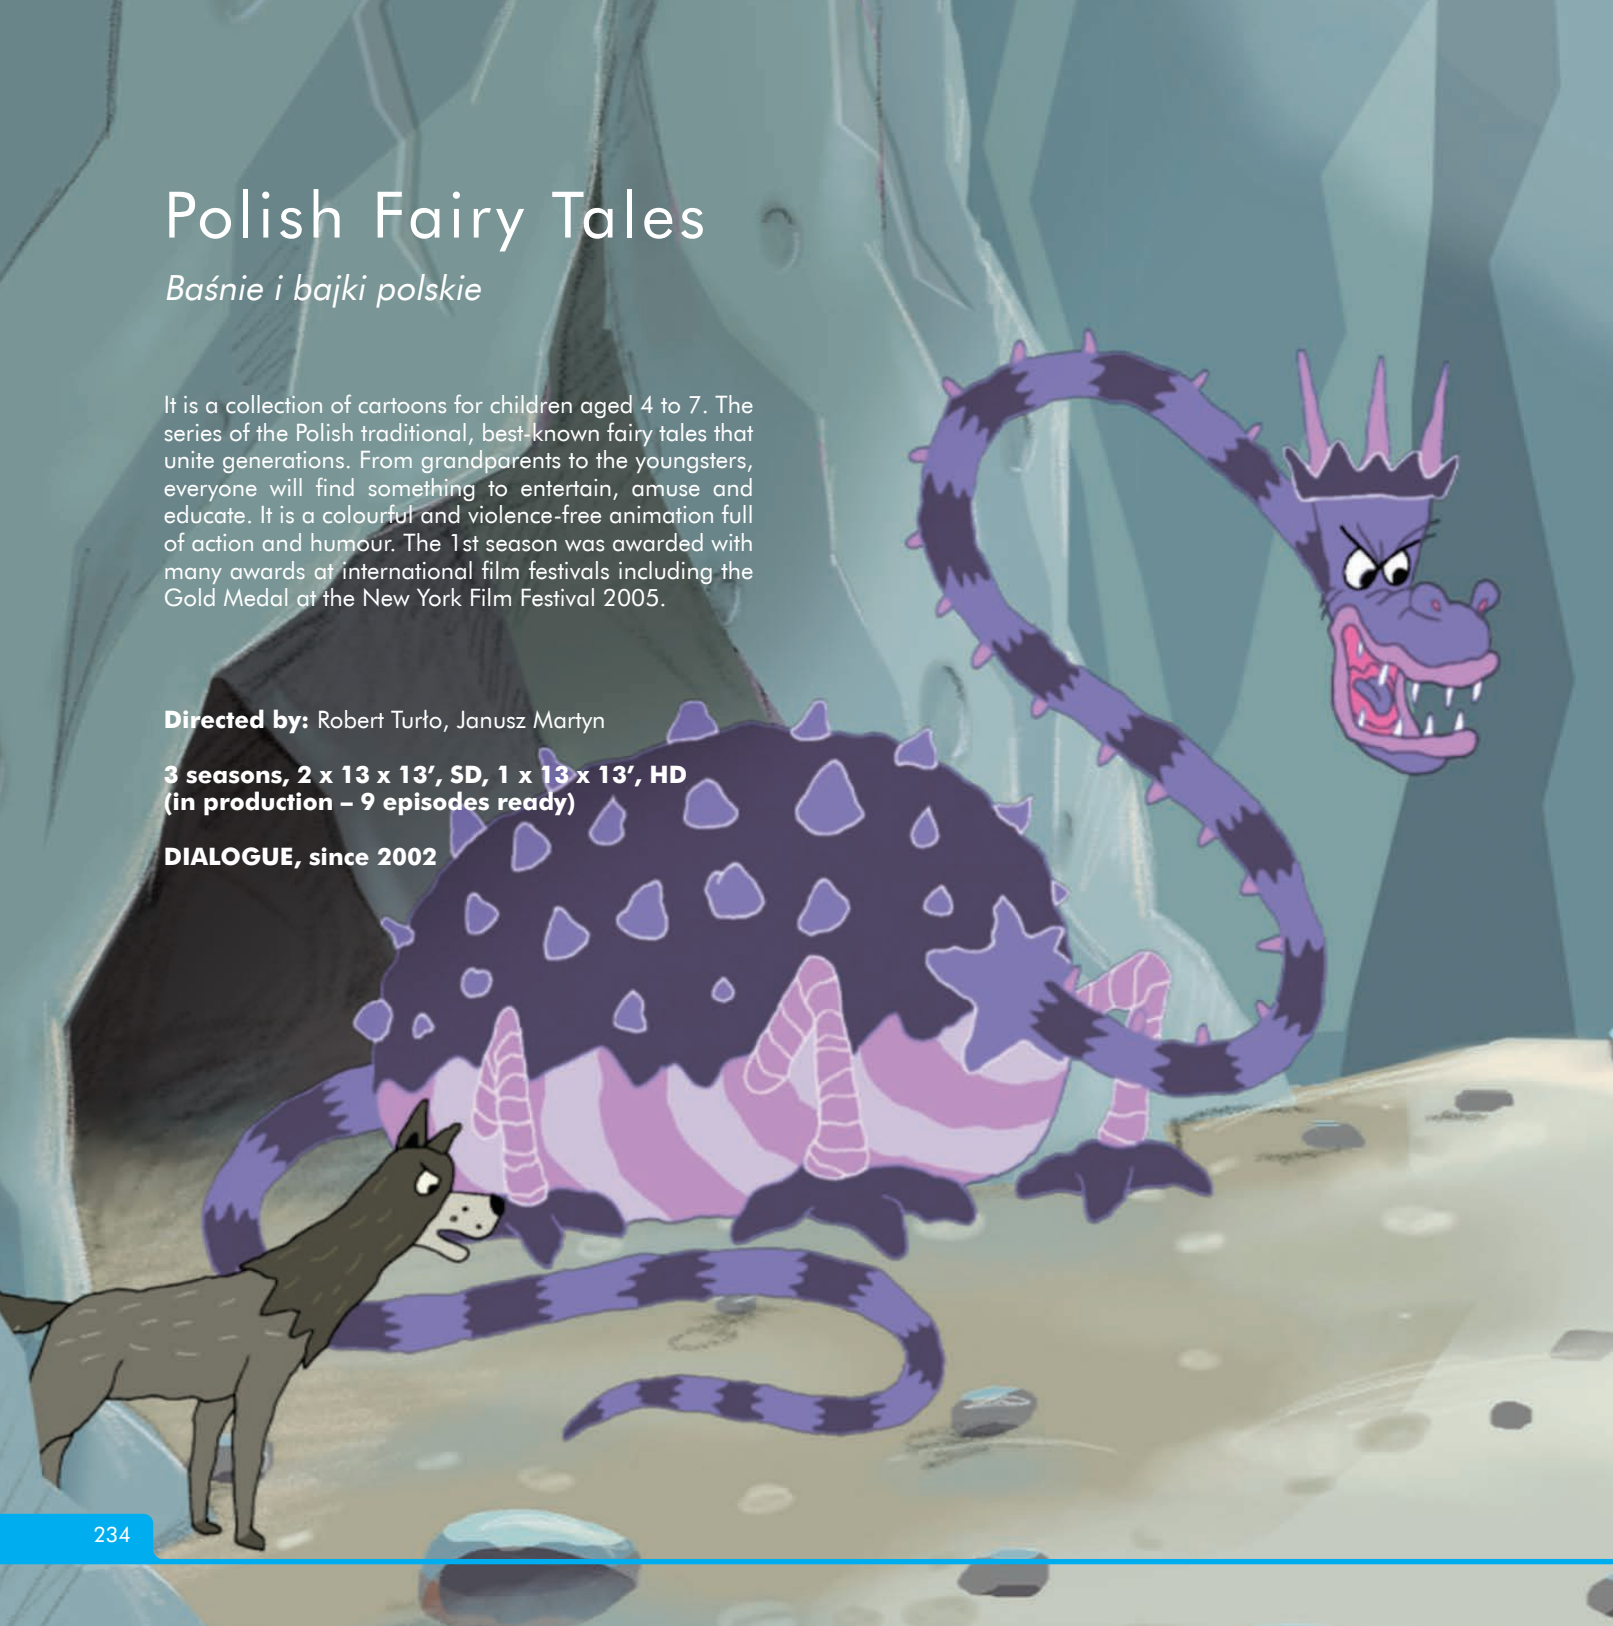 Polish Fairy Tales
Baśnie i bajki polskie
It is a collection of cartoons for children aged 4 to 7. The
series of the Polish traditional, best-known fairy tales that
unite generations. From grandparents to the youngsters,
everyone will find something to entertain, amuse and
educate. It is a colourful and violence-free animation full
of action and humour. The 1st season was awarded with
many awards at international film festivals including the
Gold Medal at the New York Film Festival 2005.
Directed by: Robert Turło, Janusz Martyn
3 seasons, 2 x 13 x 13’, SD, 1 x 13 x 13’, HD
(in production – 9 episodes ready)
DIALOGUE, since 2002
234